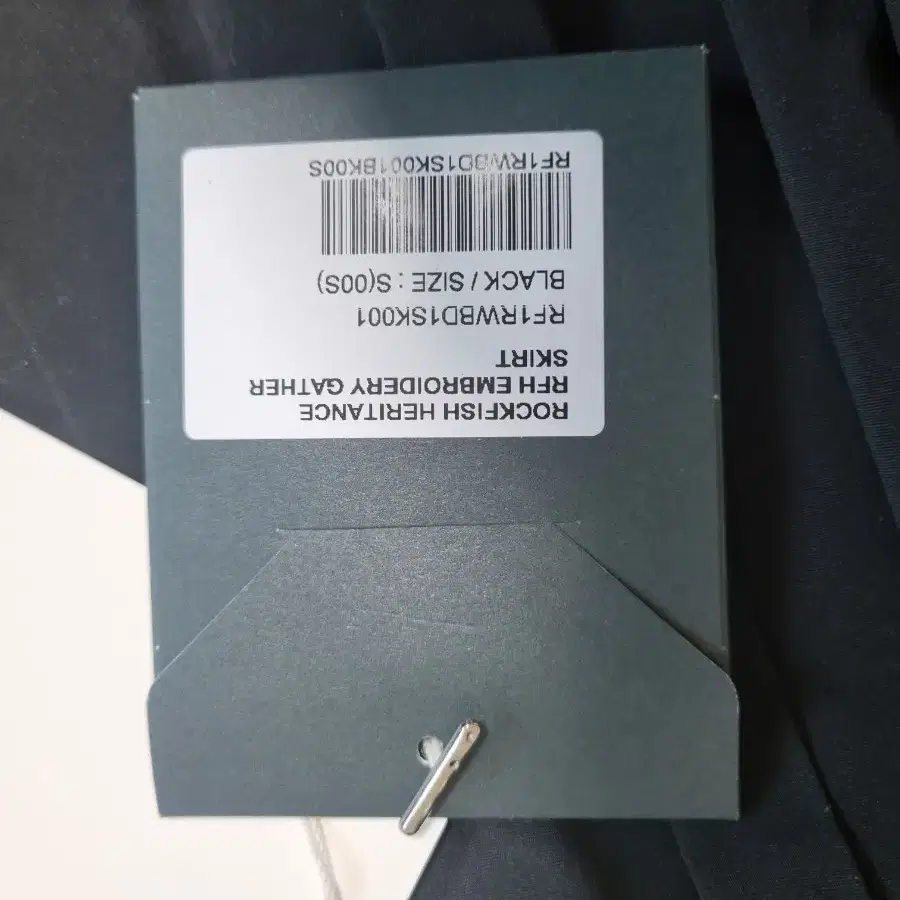 ROCKFISH HERITANCE
RFH EMBROIDERY GATHER
SKIRT
RF1RWBD1SK001
BLACK / SIZE : S(00S)
RF1RWBD1SK001BK00S